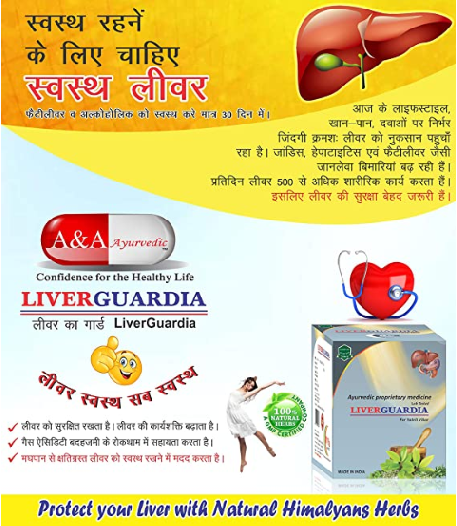 स्वस्थ रहनें
के लिए चाहिए
स्वस्थ लीवर
फैटीलीवर व अल्कोहोलिक को स्वस्थ करे मात्र 30 दिन में।
आज के लाइफस्टाइल,
खान-पान, दवाओं पर निर्भर
जिंदगी क्रमशः लीवर को नुकसान पहुचाँ
रहा है। जांडिस, हेपाटाइटिस एवं फैटीलीवर जैसी
जानलेवा बिमारियां बढ़ रही हैं।
प्रतिदिन लीवर 500 से अधिक शारीरिक कार्य करता हैं।
इसलिए लीवर की सुरक्षा बेहद जरूरी हैं।
A&A Ayurvedic
Confidence for the Healthy Life
LIVERGUARDIA
लीवर का गार्ड LiverGuardia
लीवर स्वस्थ सब स्वस्थ
लीवर को सुरक्षित रखता है। लीवर की कार्यशक्ति बढ़ाता है।
गैस ऐसिडिटी बदहजनी के रोकथाम में सहायता करता है।
मघपान से क्षतिग्रस्त लीवर को स्वस्थ रखने में मदद करता है।
100%
NATURAL
HERBS
Ayurvedic proprietary medicine
LIVERGUARDIA
MADE IN INDIA
Protect your Liver with Natural Himalyans Herbs